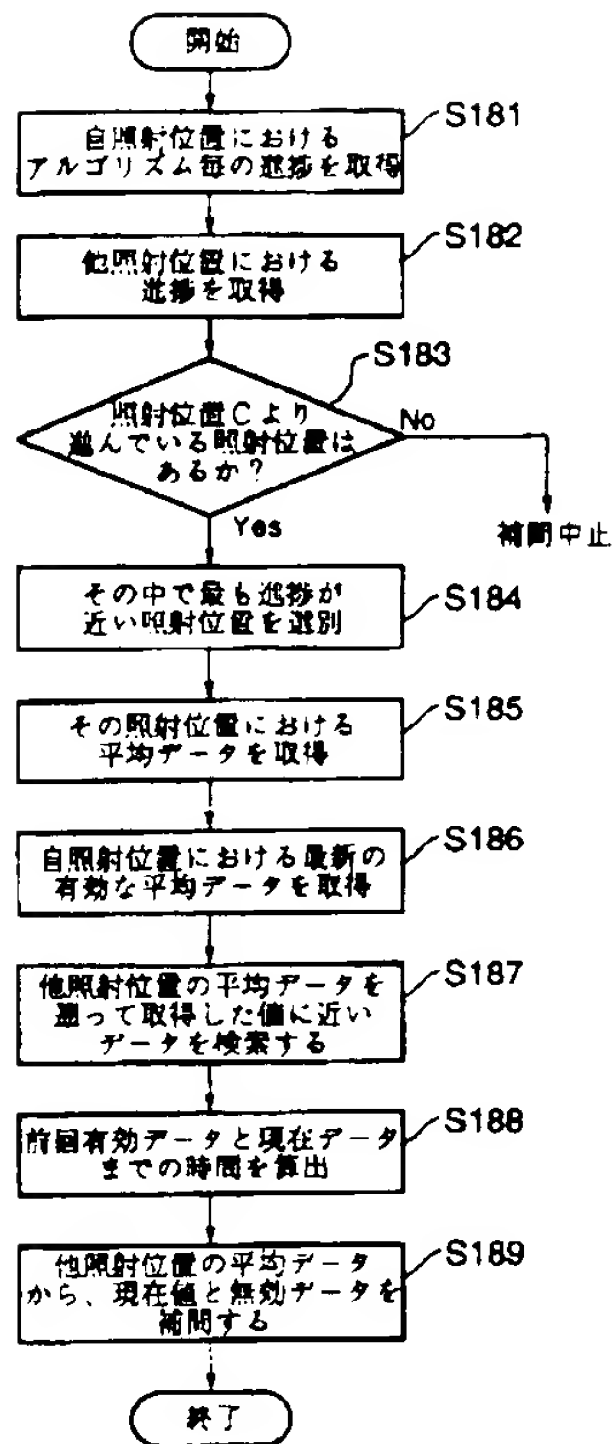 開始
S181
自照射位置における
アルゴリズム毎の進捗を取得
S182
他照射位置における
進捗を取得
S183
照射位置Cより
進んでいる照射位置は
あるか?
No
Yes
補間中止
その中で最も進捗が
近い照射位置を選別
S184
その照射位置における
平均データを取得
S185
自照射位置における最新の
有効な平均データを取得
S186
他照射位置の平均データを
遡って取得した値に近い
データを検索する
S187
前回有効データと現在データ
までの時間を算出
S188
他照射位置の平均データ
から、現在値と無効データを
補間する
S189
終了